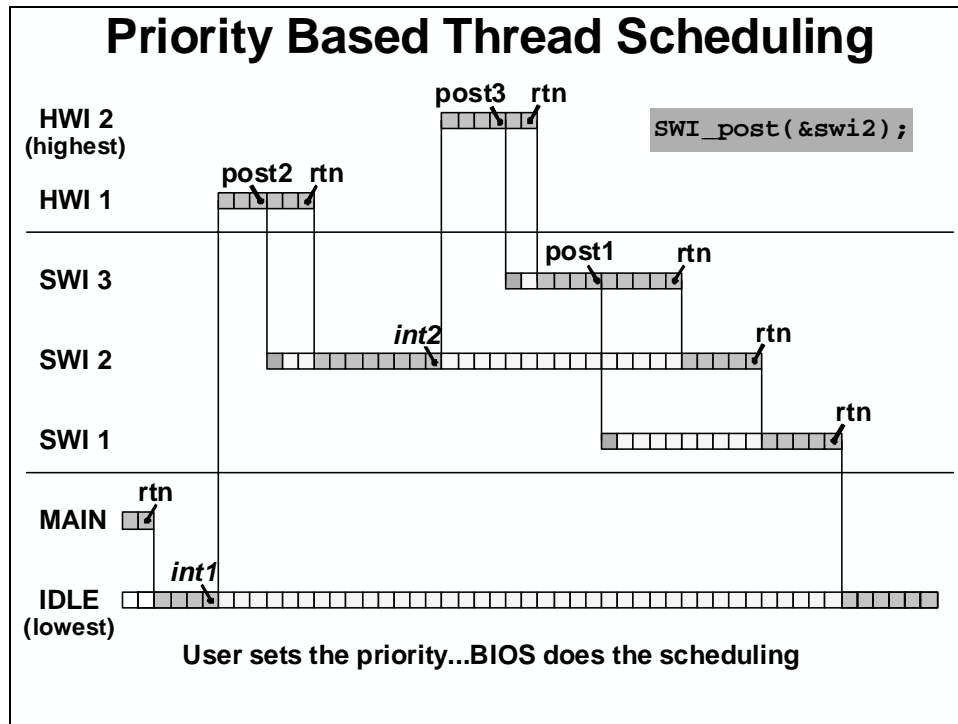 Priority Based Thread Scheduling
HWI 2
(highest)
post3
rtn
SWI_post(&swi2);
HWI 1
post2
rtn
SWI 3
post1
rtn
SWI 2
int2
rtn
SWI 1
rtn
MAIN
rtn
IDLE
(lowest)
int1
User sets the priority...BIOS does the scheduling